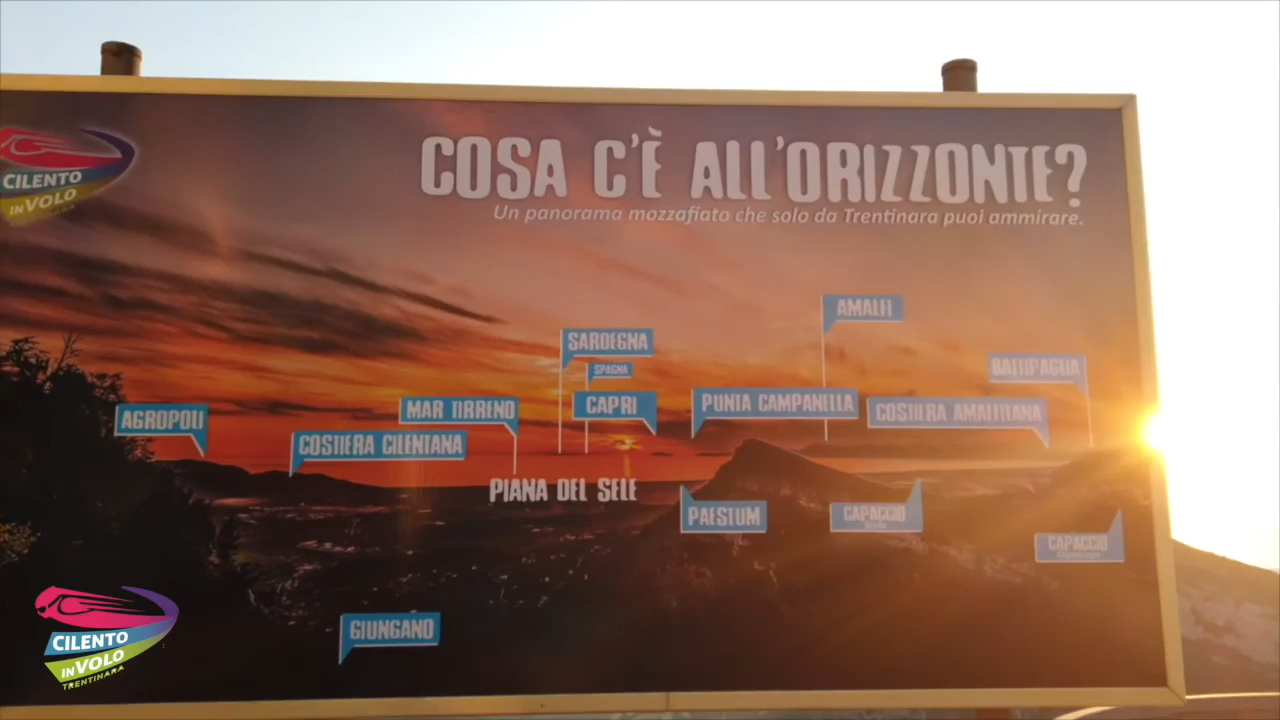 CILENTO
IN VOLO
COSA C'È ALL'ORIZZONTE?
Un panorama mozzafiato che solo da Trentinara puoi ammirare.
AMALFI
SARDEGNA
SPAGNA
BATTIPAGLIA
AGROPOLI
MAR TIRRENO
CAPRI
PUNTA CAMPANELLA
COSTIERA AMALFITANA
COSTIERA CILENTANA
PIANA DEL SELE
PAESTUM
CAPACCIO
Scalo
CAPACCIO
GIUNGANO
CILENTO
IN VOLO
TRENTINARA